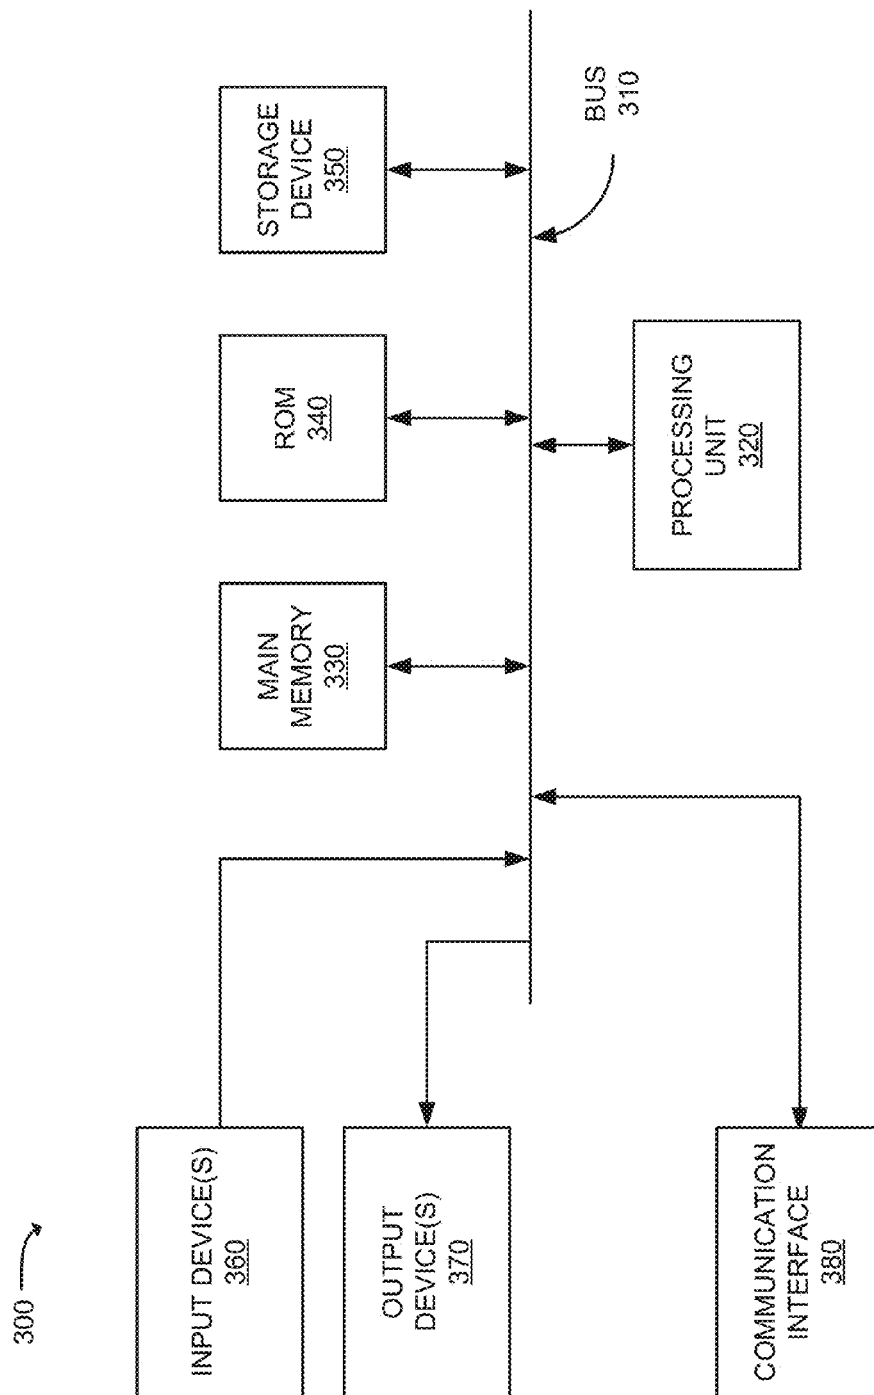 300
INPUT DEVICE(S)
360
OUTPUT
DEVICE(S)
370
COMMUNICATION
INTERFACE
380
MAIN
MEMORY
330
ROM
340
STORAGE
DEVICE
350
PROCESSING
UNIT
320
BUS
310